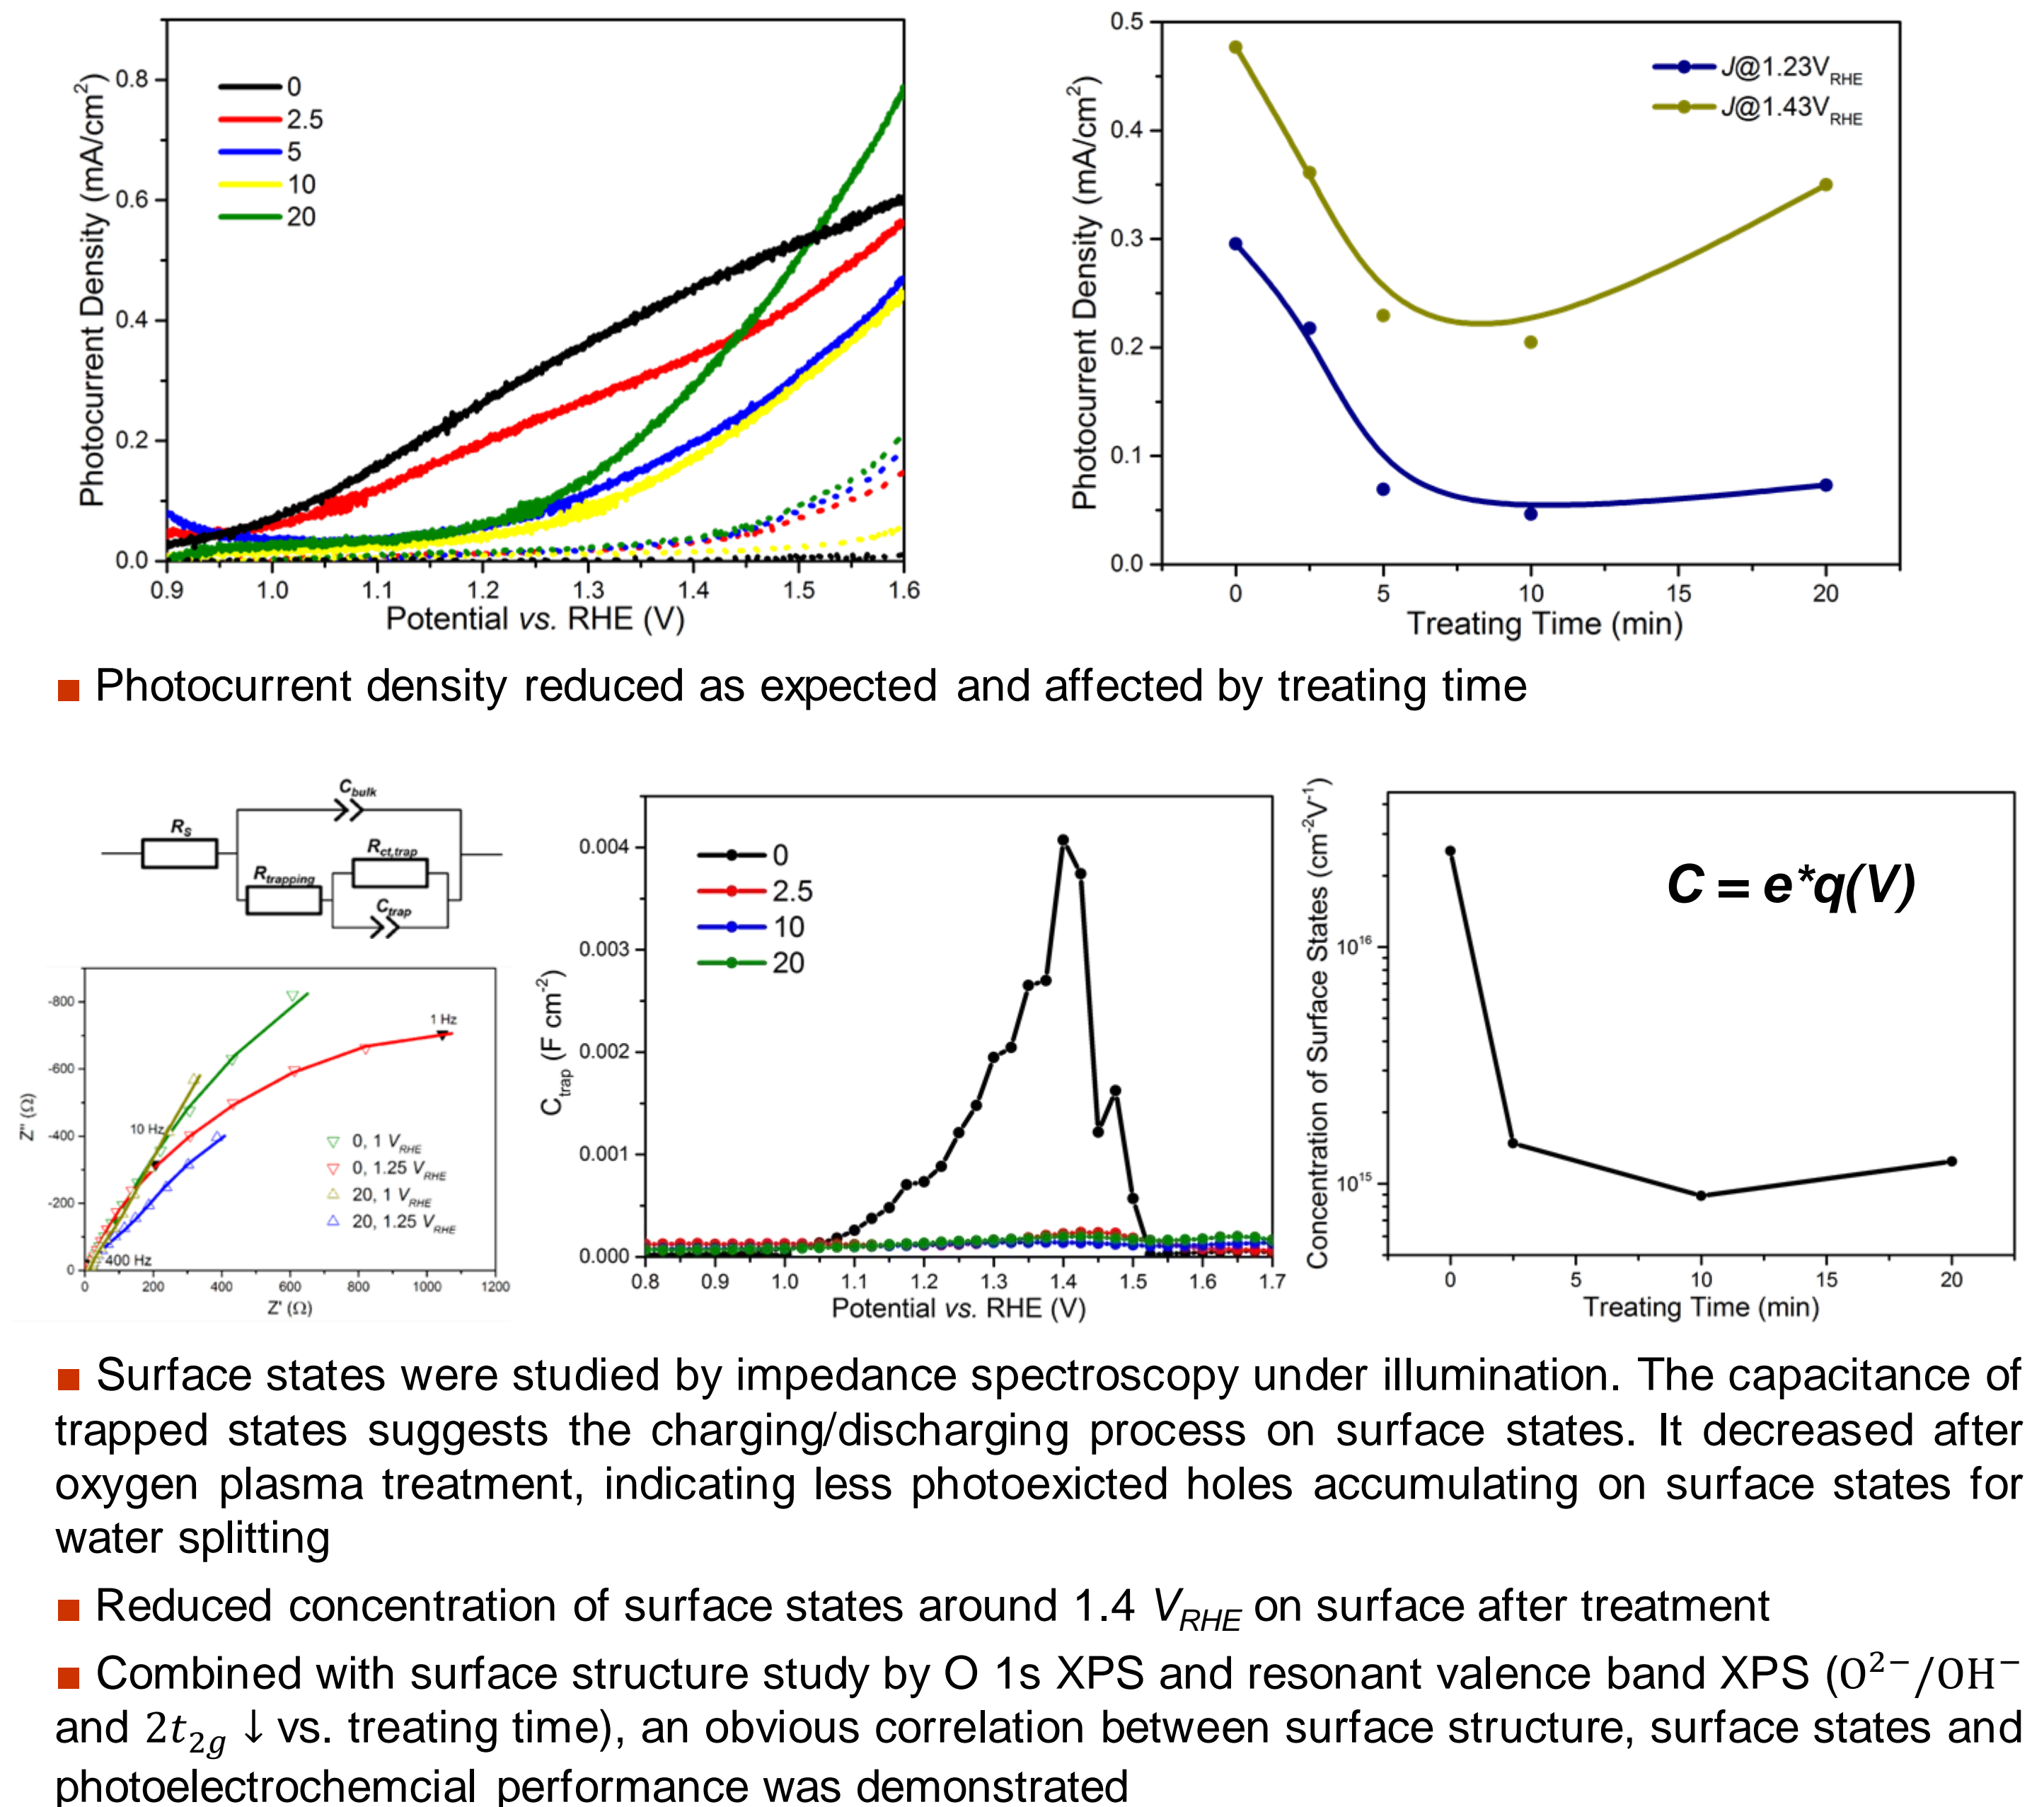 Photocurrent Density (mA/cm²)
0.8
0.6
0.4
0.2
0.0
0
2.5
5
10
20
0.9 1.0 1.1 1.2 1.3 1.4 1.5 1.6
Potential vs. RHE (V)
Photocurrent Density (mA/cm²)
0.5
0.4
0.3
0.2
0.1
0.0
J@1.23V_RHE
J@1.43V_RHE
0 5 10 15 20
Treating Time (min)
■ Photocurrent density reduced as expected and affected by treating time
C_bulk
R_S
R_ct,trap
R_trapping
C_trap
Z'' (Ω)
-800
-600
-400
-200
0
1 Hz
10 Hz
400 Hz
0, 1 V_RHE
0, 1.25 V_RHE
20, 1 V_RHE
20, 1.25 V_RHE
0 200 400 600 800 1000 1200
Z' (Ω)
C_trap (F cm⁻²)
0.004
0.003
0.002
0.001
0.000
0
2.5
10
20
0.8 0.9 1.0 1.1 1.2 1.3 1.4 1.5 1.6 1.7
Potential vs. RHE (V)
Concentration of Surface States (cm⁻²V⁻¹)
10¹⁶
10¹⁵
C = e*q(V)
0 5 10 15 20
Treating Time (min)
■ Surface states were studied by impedance spectroscopy under illumination. The capacitance of
trapped states suggests the charging/discharging process on surface states. It decreased after
oxygen plasma treatment, indicating less photoexicted holes accumulating on surface states for
water splitting
■ Reduced concentration of surface states around 1.4 V_RHE on surface after treatment
■ Combined with surface structure study by O 1s XPS and resonant valence band XPS (O²⁻/OH⁻
and 2t₂g ↓ vs. treating time), an obvious correlation between surface structure, surface states and
photoelectrochemcial performance was demonstrated